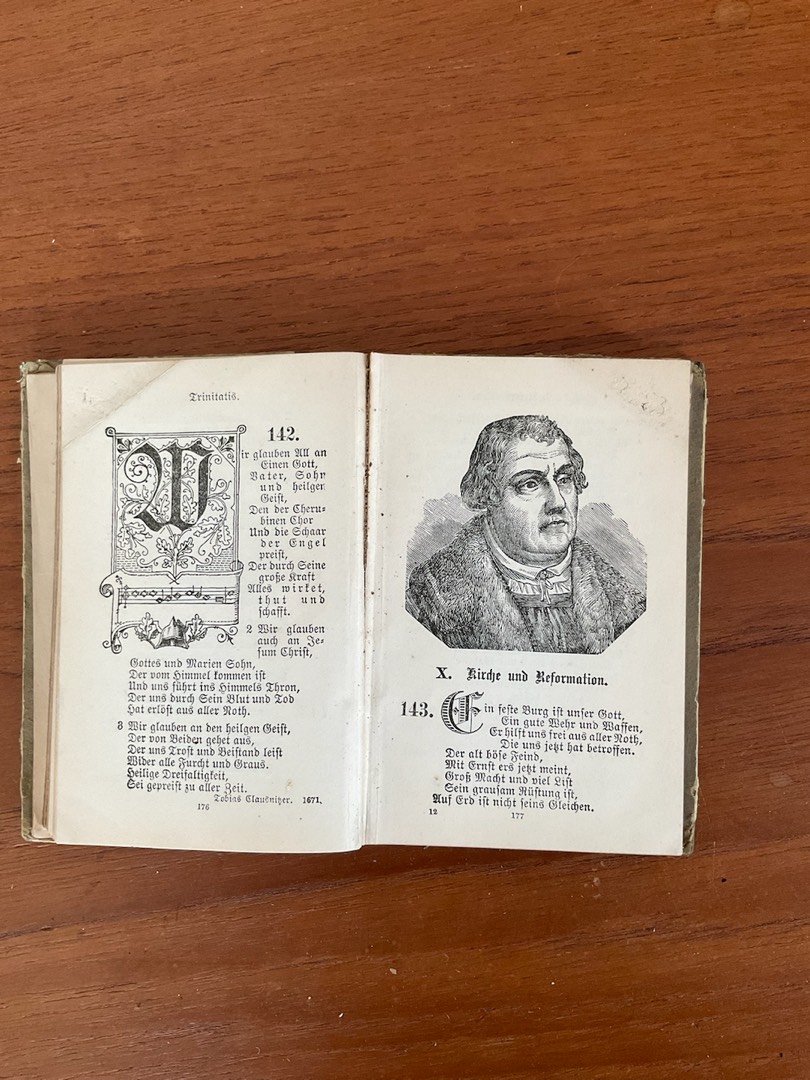 Trinitatis.
142.
Wir glauben All an
Einen Gott,
Vater, Sohn
und heilgen
Geist,
Den der Cheru-
binen Chor
Und die Schaar
der Engel
preist,
Der durch Seine
große Kraft
Alles wirket,
thut und
schafft.
2 Wir glauben
auch an Je-
sum Christ,
Gottes und Marien Sohn,
Der vom Himmel kommen ist
Und uns führt ins Himmels Thron,
Der uns durch Sein Blut und Tod
Hat erlöst aus aller Noth.
3 Wir glauben an den heilgen Geist,
Der von Beiden gehet aus,
Der uns Trost und Beistand leist
Wider alle Furcht und Graus.
Heilige Dreifaltigkeit,
Sei gepreist zu aller Zeit.
Tobias Clausnitzer. 1671.
176
X. Kirche und Reformation.
143. Ein feste Burg ist unser Gott,
Ein gute Wehr und Waffen,
Er hilft uns frei aus aller Noth,
Die uns jetzt hat betroffen.
Der alt böse Feind,
Mit Ernst ers jetzt meint,
Groß Macht und viel List
Sein grausam Rüstung ist,
Auf Erd ist nicht seins Gleichen.
12
177